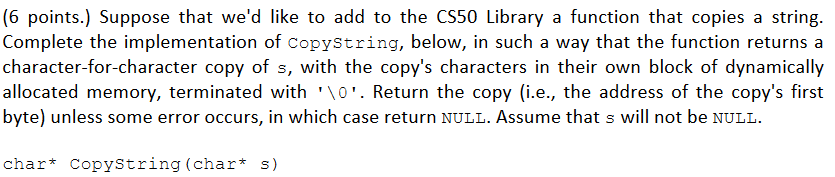 (6 points.) Suppose that we'd like to add to the CS50 Library a function that copies a string.
Complete the implementation of CopyString, below, in such a way that the function returns a
character-for-character copy of s, with the copy's characters in their own block of dynamically
allocated memory, terminated with '\0'. Return the copy (i.e., the address of the copy's first
byte) unless some error occurs, in which case return NULL. Assume that s will not be NULL.
char* CopyString(char* s)